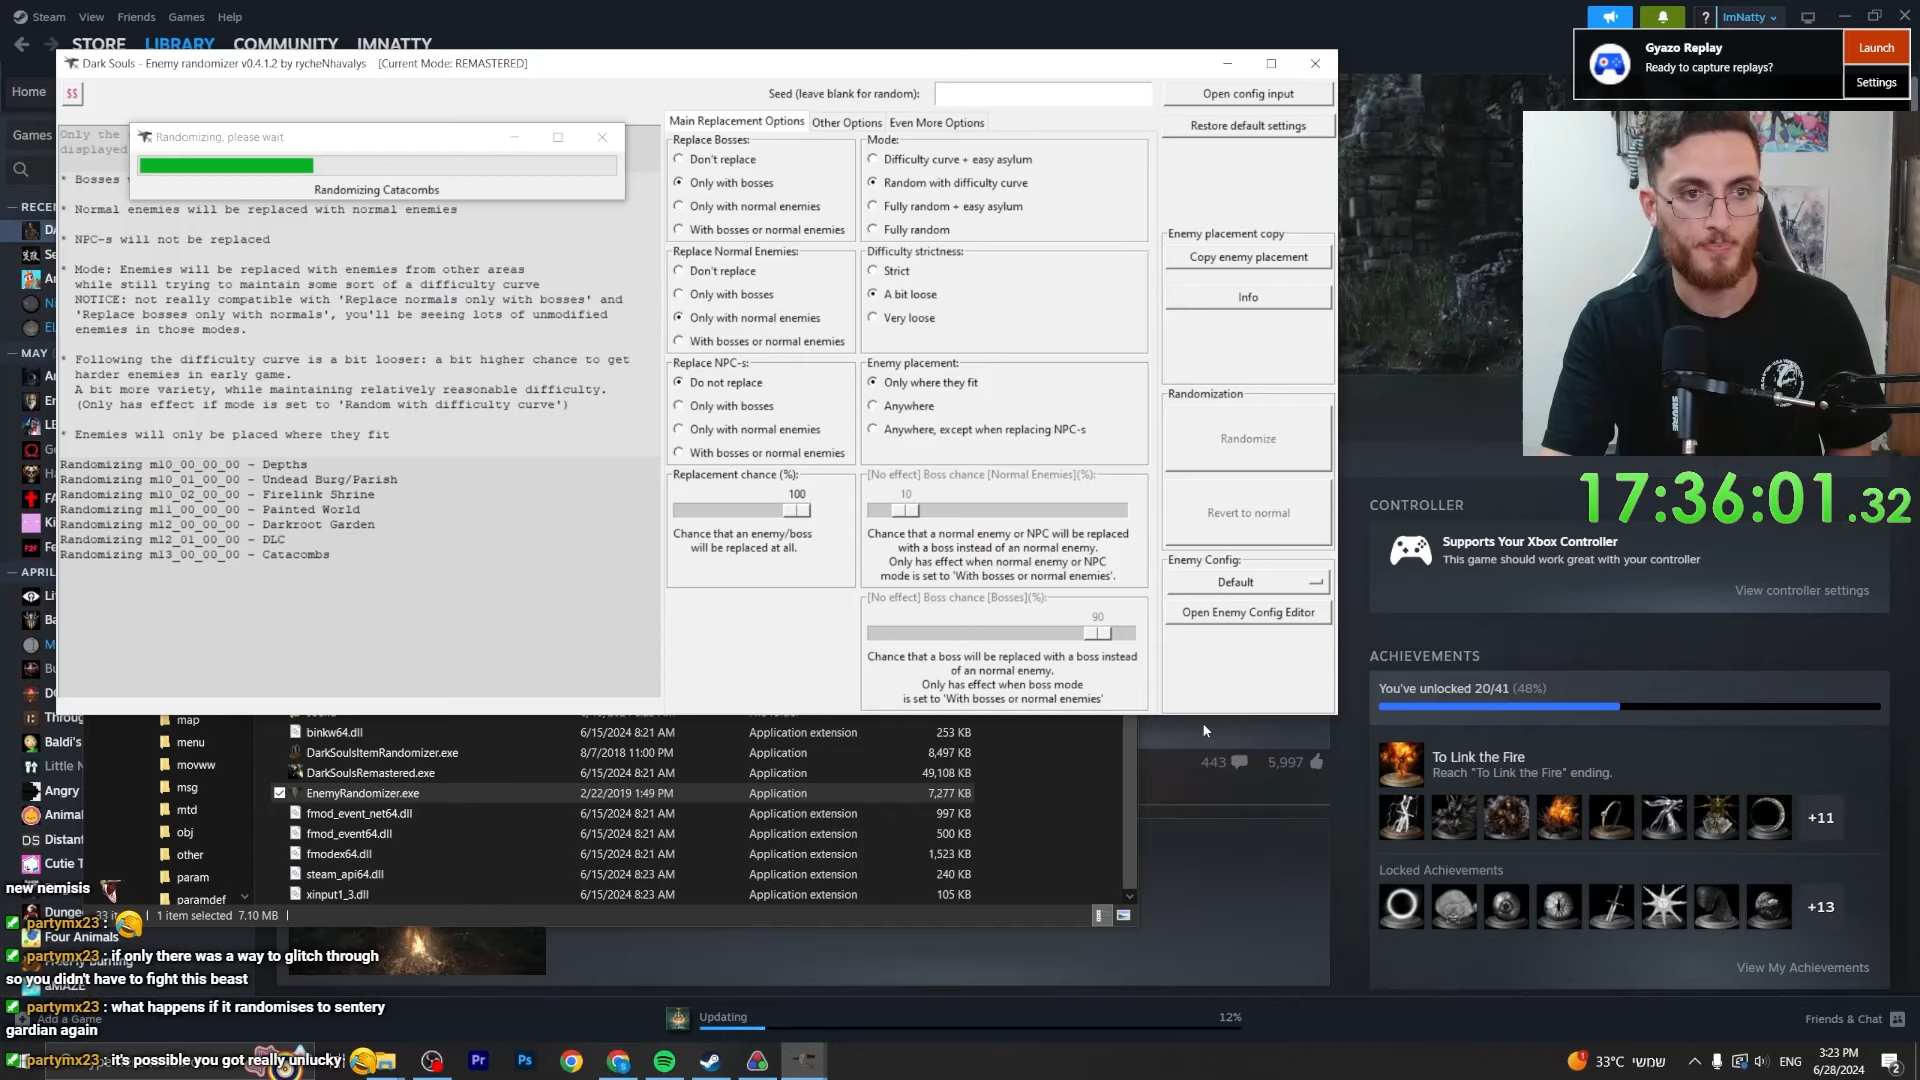 Steam View Friends Games Help
ImNatty
STORE LIBRARY COMMUNITY IMNATTY
Gyazo Replay
Ready to capture replays?
Launch
Settings
Dark Souls - Enemy randomizer v0.4.1.2 by rycheNhavalys [Current Mode: REMASTERED]
Home
Games
$$
Seed (leave blank for random):
Open config input
Restore default settings
Main Replacement Options Other Options Even More Options
Only the
displayed
Randomizing, please wait
Randomizing Catacombs
* Bosses
* Normal enemies will be replaced with normal enemies
* NPC-s will not be replaced
* Mode: Enemies will be replaced with enemies from other areas
while still trying to maintain some sort of a difficulty curve
NOTICE: not really compatible with 'Replace normals only with bosses' and
'Replace bosses only with normals', you'll be seeing lots of unmodified
enemies in those modes.
* Following the difficulty curve is a bit looser: a bit higher chance to get
harder enemies in early game.
A bit more variety, while maintaining relatively reasonable difficulty.
(Only has effect if mode is set to 'Random with difficulty curve')
* Enemies will only be placed where they fit
Randomizing m10_00_00_00 - Depths
Randomizing m10_01_00_00 - Undead Burg/Parish
Randomizing m10_02_00_00 - Firelink Shrine
Randomizing m11_00_00_00 - Painted World
Randomizing m12_00_00_00 - Darkroot Garden
Randomizing m12_01_00_00 - DLC
Randomizing m13_00_00_00 - Catacombs
Replace Bosses:
Don't replace
Only with bosses
Only with normal enemies
With bosses or normal enemies
Replace Normal Enemies:
Don't replace
Only with bosses
Only with normal enemies
With bosses or normal enemies
Replace NPC-s:
Do not replace
Only with bosses
Only with normal enemies
With bosses or normal enemies
Replacement chance (%):
100
Chance that an enemy/boss
will be replaced at all.
Mode:
Difficulty curve + easy asylum
Random with difficulty curve
Fully random + easy asylum
Fully random
Difficulty strictness:
Strict
A bit loose
Very loose
Enemy placement:
Only where they fit
Anywhere
Anywhere, except when replacing NPC-s
[No effect] Boss chance [Normal Enemies](%):
10
Chance that a normal enemy or NPC will be replaced
with a boss instead of an normal enemy.
Only has effect when normal enemy or NPC
mode is set to 'With bosses or normal enemies'.
[No effect] Boss chance [Bosses](%):
90
Chance that a boss will be replaced with a boss instead
of an normal enemy.
Only has effect when boss mode
is set to 'With bosses or normal enemies'
Enemy placement copy
Copy enemy placement
Info
Randomization
Randomize
Revert to normal
Enemy Config:
Default
Open Enemy Config Editor
RECE
MAY
APRIL
map
menu
movww
msg
mtd
obj
other
param
paramdef
binkw64.dll 6/15/2024 8:21 AM Application extension 253 KB
DarkSoulsItemRandomizer.exe 8/7/2018 11:00 PM Application 8,497 KB
DarkSoulsRemastered.exe 6/15/2024 8:21 AM Application 49,108 KB
EnemyRandomizer.exe 2/22/2019 1:49 PM Application 7,277 KB
fmod_event_net64.dll 6/15/2024 8:21 AM Application extension 997 KB
fmod_event64.dll 6/15/2024 8:21 AM Application extension 500 KB
fmodex64.dll 6/15/2024 8:21 AM Application extension 1,523 KB
steam_api64.dll 6/15/2024 8:23 AM Application extension 240 KB
xinput1_3.dll 6/15/2024 8:23 AM Application extension 105 KB
1 item selected 7.10 MB
Baldi's
Little N
Angry
Animal
Distant
Cutie T
Dunge
Four Animals
aMAZE
Add a Game
new nemisis
partymx23 :
partymx23 : if only there was a way to glitch through
so you didn't have to fight this beast
partymx23 : what happens if it randomises to sentery
gardian again
partymx23 : it's possible you got really unlucky
443 5,997
17:36:01.32
CONTROLLER
Supports Your Xbox Controller
This game should work great with your controller
View controller settings
ACHIEVEMENTS
You've unlocked 20/41 (48%)
To Link the Fire
Reach "To Link the Fire" ending.
+11
Locked Achievements
+13
View My Achievements
Updating 12%
Friends & Chat
Pr Ps
33°C שמשי
ENG
3:23 PM
6/28/2024
2